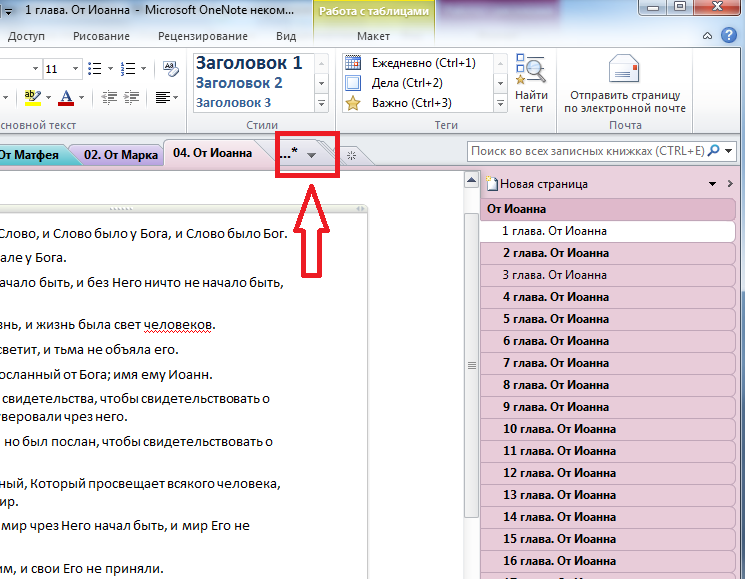 1 глава. От Иоанна - Microsoft OneNote неком...
Работа с таблицами
Доступ Рисование Рецензирование Вид Макет
11
Заголовок 1
Заголовок 2
Заголовок 3
Ежедневно (Ctrl+1)
Дела (Ctrl+2)
Важно (Ctrl+3)
Найти
теги
Отправить страницу
по электронной почте
сновной текст Стили Теги Почта
От Матфея 02. От Марка 04. От Иоанна ...*
Поиск во всех записных книжках (CTRL+E)
Слово, и Слово было у Бога, и Слово было Бог.
але у Бога.
ачало быть, и без Него ничто не начало быть,
знь, и жизнь была свет человеков.
светит, и тьма не объяла его.
осланный от Бога; имя ему Иоанн.
свидетельства, чтобы свидетельствовать о
уверовали чрез него.
но был послан, чтобы свидетельствовать о
ный, Который просвещает всякого человека,
ир.
мир чрез Него начал быть, и мир Его не
им, и свои Его не приняли.
Новая страница
От Иоанна
1 глава. От Иоанна
2 глава. От Иоанна
3 глава. От Иоанна
4 глава. От Иоанна
5 глава. От Иоанна
6 глава. От Иоанна
7 глава. От Иоанна
8 глава. От Иоанна
9 глава. От Иоанна
10 глава. От Иоанна
11 глава. От Иоанна
12 глава. От Иоанна
13 глава. От Иоанна
14 глава. От Иоанна
15 глава. От Иоанна
16 глава. От Иоанна